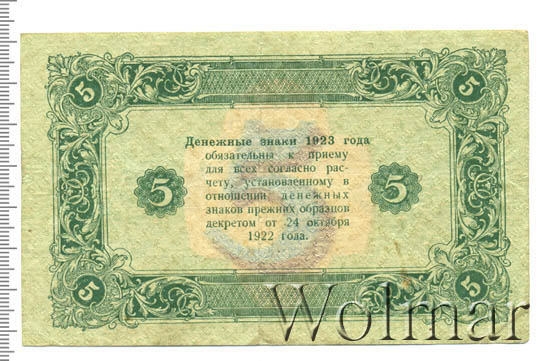 5 5
Денежные знаки 1923 года
обязательны к приему
для всех согласно рас-
чету, установленному в
5 5
отношении денежных
знаков прежних образцов
декретом от 24 октября
1922 года.
5 5
Wolmar